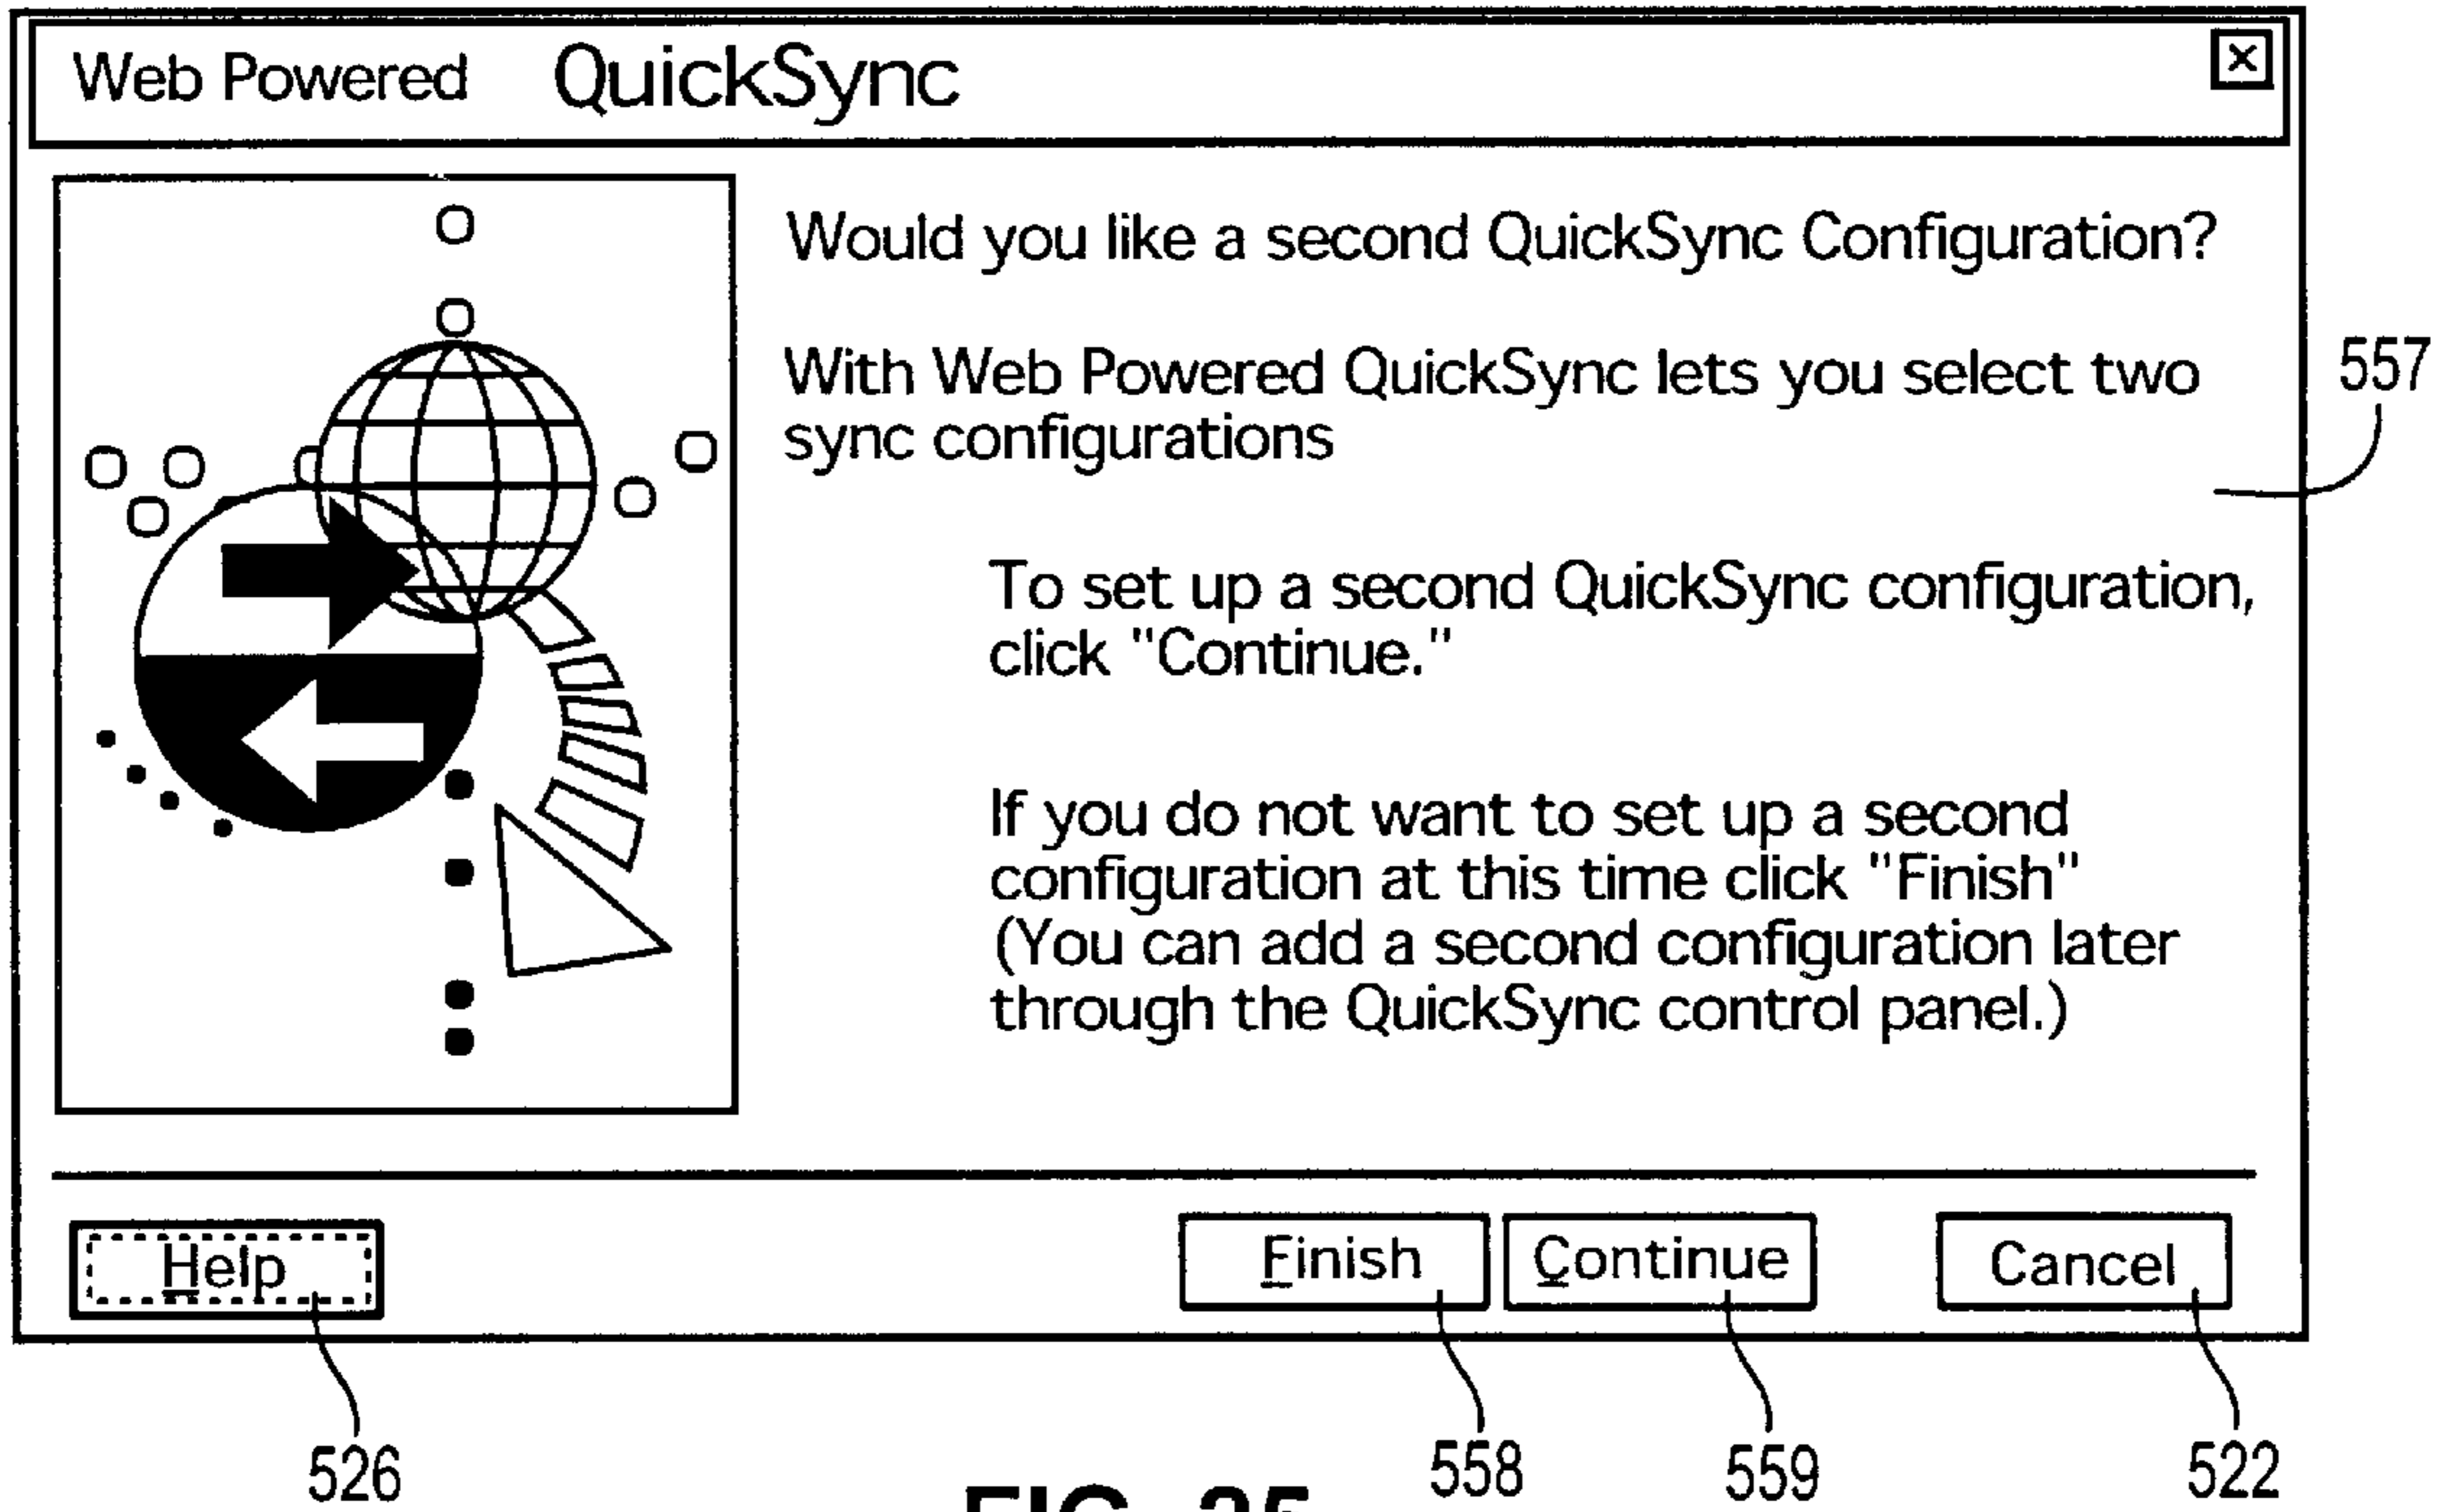 Web Powered QuickSync
Would you like a second QuickSync Configuration?
With Web Powered QuickSync lets you select two
sync configurations
557
To set up a second QuickSync configuration,
click "Continue."
If you do not want to set up a second
configuration at this time click "Finish"
(You can add a second configuration later
through the QuickSync control panel.)
Help Finish Continue Cancel
526 558 559 522